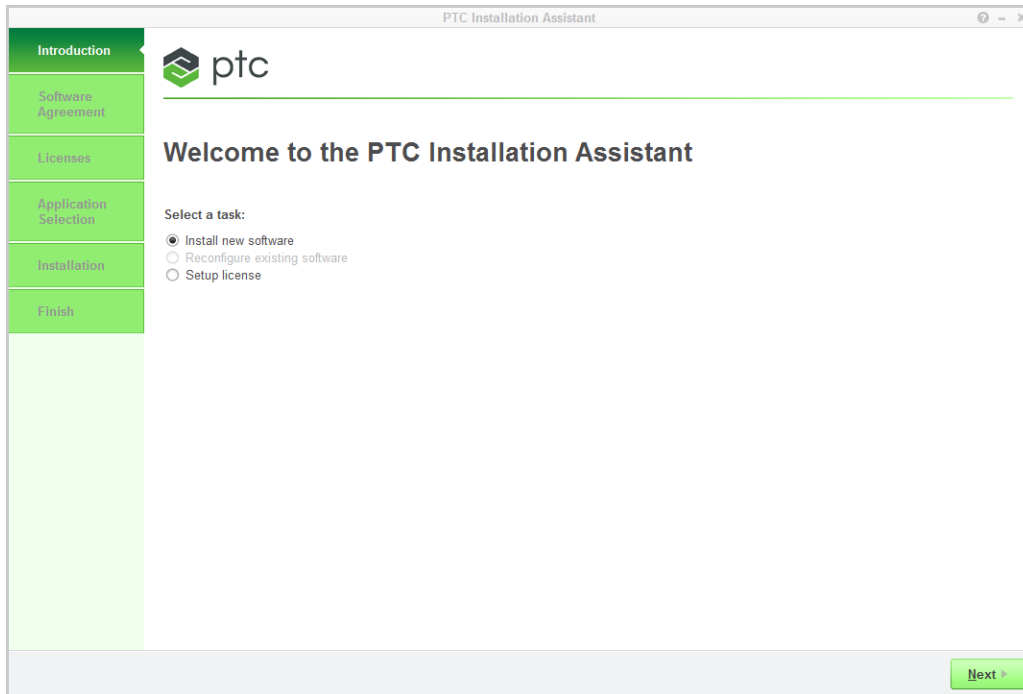 PTC Installation Assistant
Introduction
Software
Agreement
Licenses
Application
Selection
Installation
Finish
ptc
Welcome to the PTC Installation Assistant
Select a task:
Install new software
Reconfigure existing software
Setup license
Next